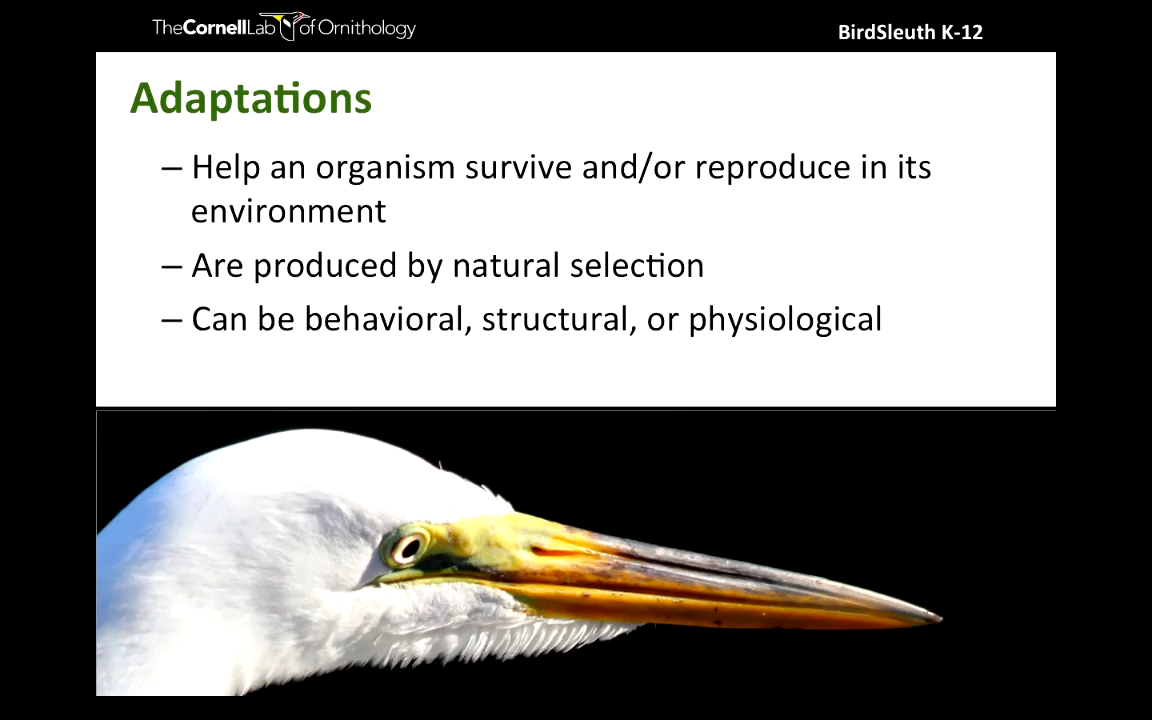 TheCornellLab of Ornithology
BirdSleuth K-12
Adaptations
– Help an organism survive and/or reproduce in its
environment
– Are produced by natural selection
– Can be behavioral, structural, or physiological